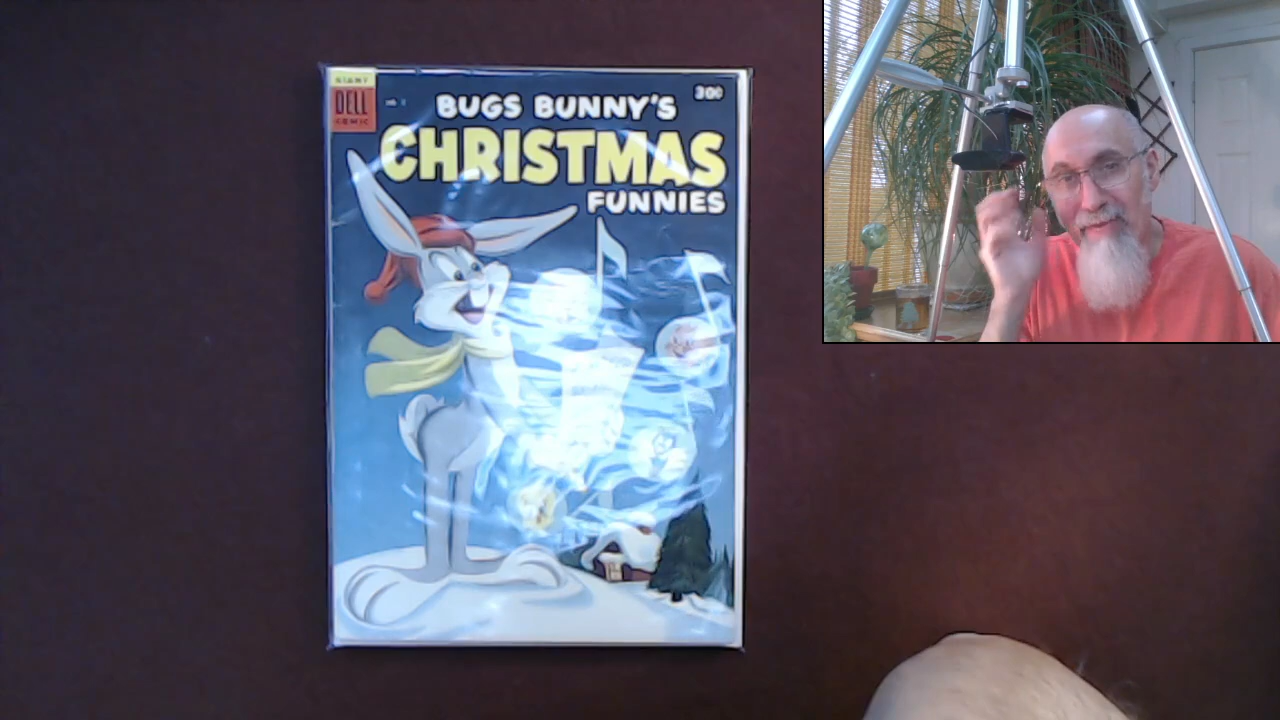 GIANT
DELL
COMIC
30¢
BUGS BUNNY'S
CHRISTMAS
FUNNIES